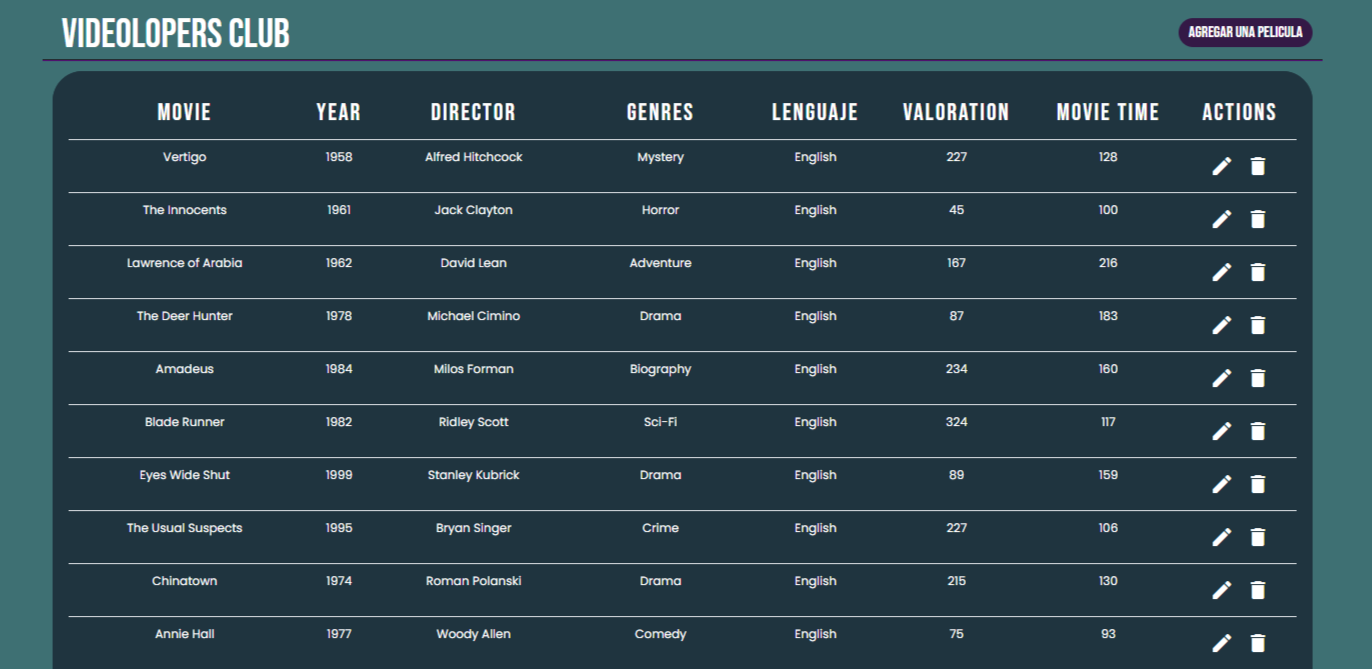 VIDEOLOPERS CLUB
AGREGAR UNA PELICULA
MOVIE YEAR DIRECTOR GENRES LENGUAJE VALORATION MOVIE TIME ACTIONS
Vertigo 1958 Alfred Hitchcock Mystery English 227 128
The Innocents 1961 Jack Clayton Horror English 45 100
Lawrence of Arabia 1962 David Lean Adventure English 167 216
The Deer Hunter 1978 Michael Cimino Drama English 87 183
Amadeus 1984 Milos Forman Biography English 234 160
Blade Runner 1982 Ridley Scott Sci-Fi English 324 117
Eyes Wide Shut 1999 Stanley Kubrick Drama English 89 159
The Usual Suspects 1995 Bryan Singer Crime English 227 106
Chinatown 1974 Roman Polanski Drama English 215 130
Annie Hall 1977 Woody Allen Comedy English 75 93